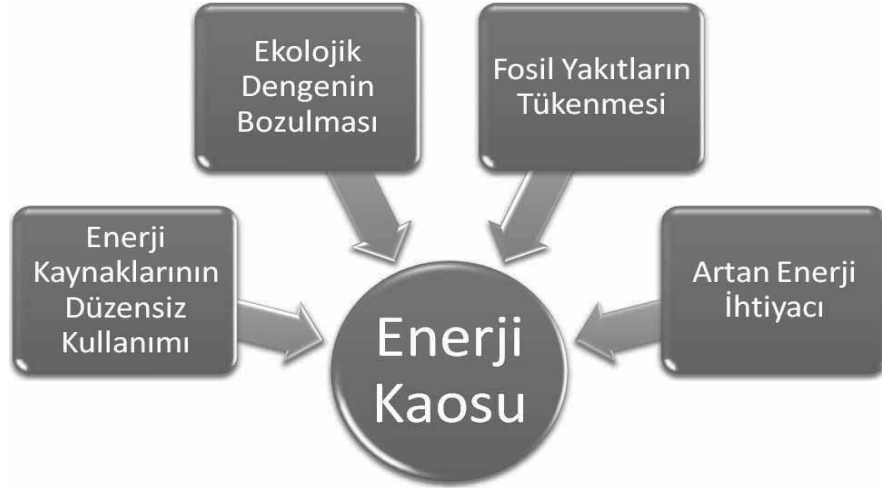 Ekolojik
Dengenin
Bozulması
Fosil Yakıtların
Tükenmesi
Enerji
Kaynaklarının
Düzensiz
Kullanımı
Artan Enerji
İhtiyacı
Enerji
Kaosu